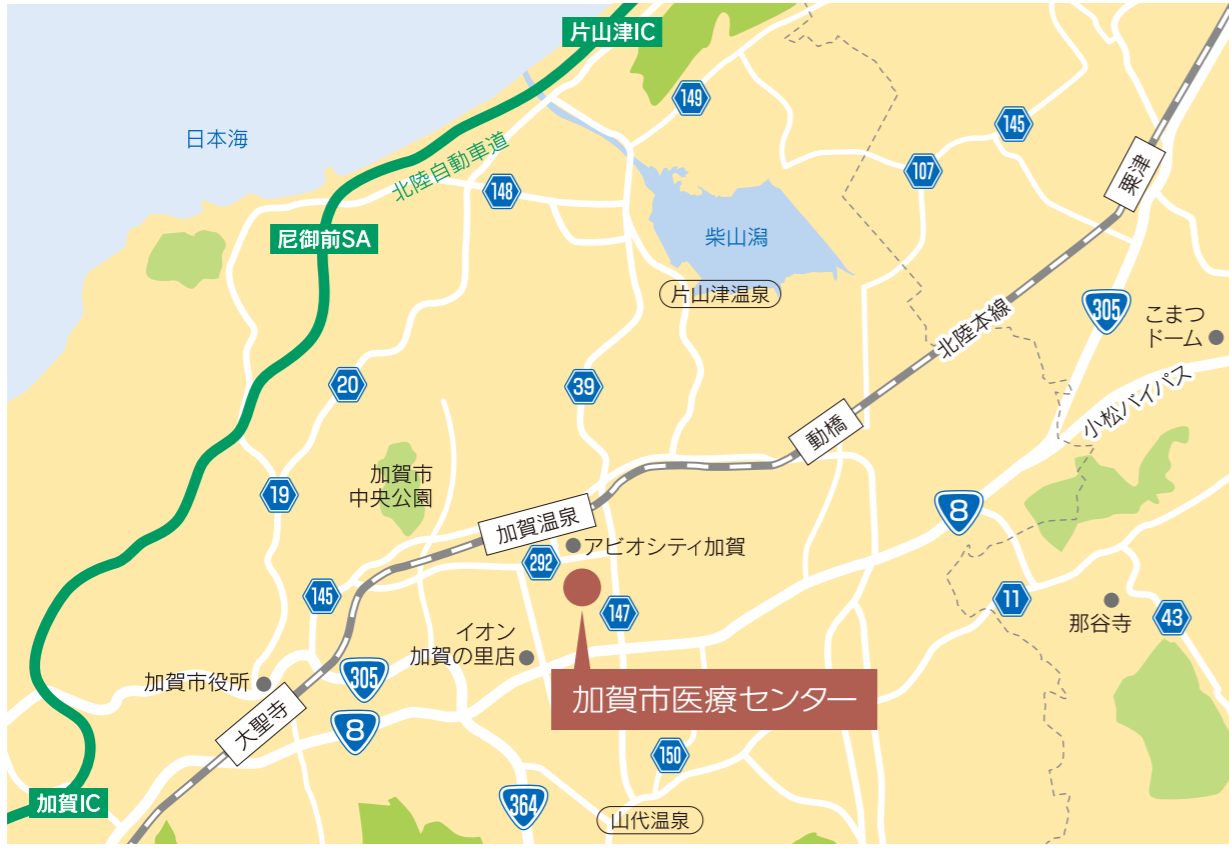 片山津IC
149
145
日本海
北陸自動車道
148
107
粟津
尼御前SA
柴山潟
片山津温泉
305
こまつ
ドーム
北陸本線
20
39
小松バイパス
動橋
加賀市
中央公園
19
8
加賀温泉
アビオシティ加賀
292
145
147
11
那谷寺
43
イオン
加賀の里店
305
加賀市役所
加賀市医療センター
大聖寺
8
150
加賀IC
364
山代温泉